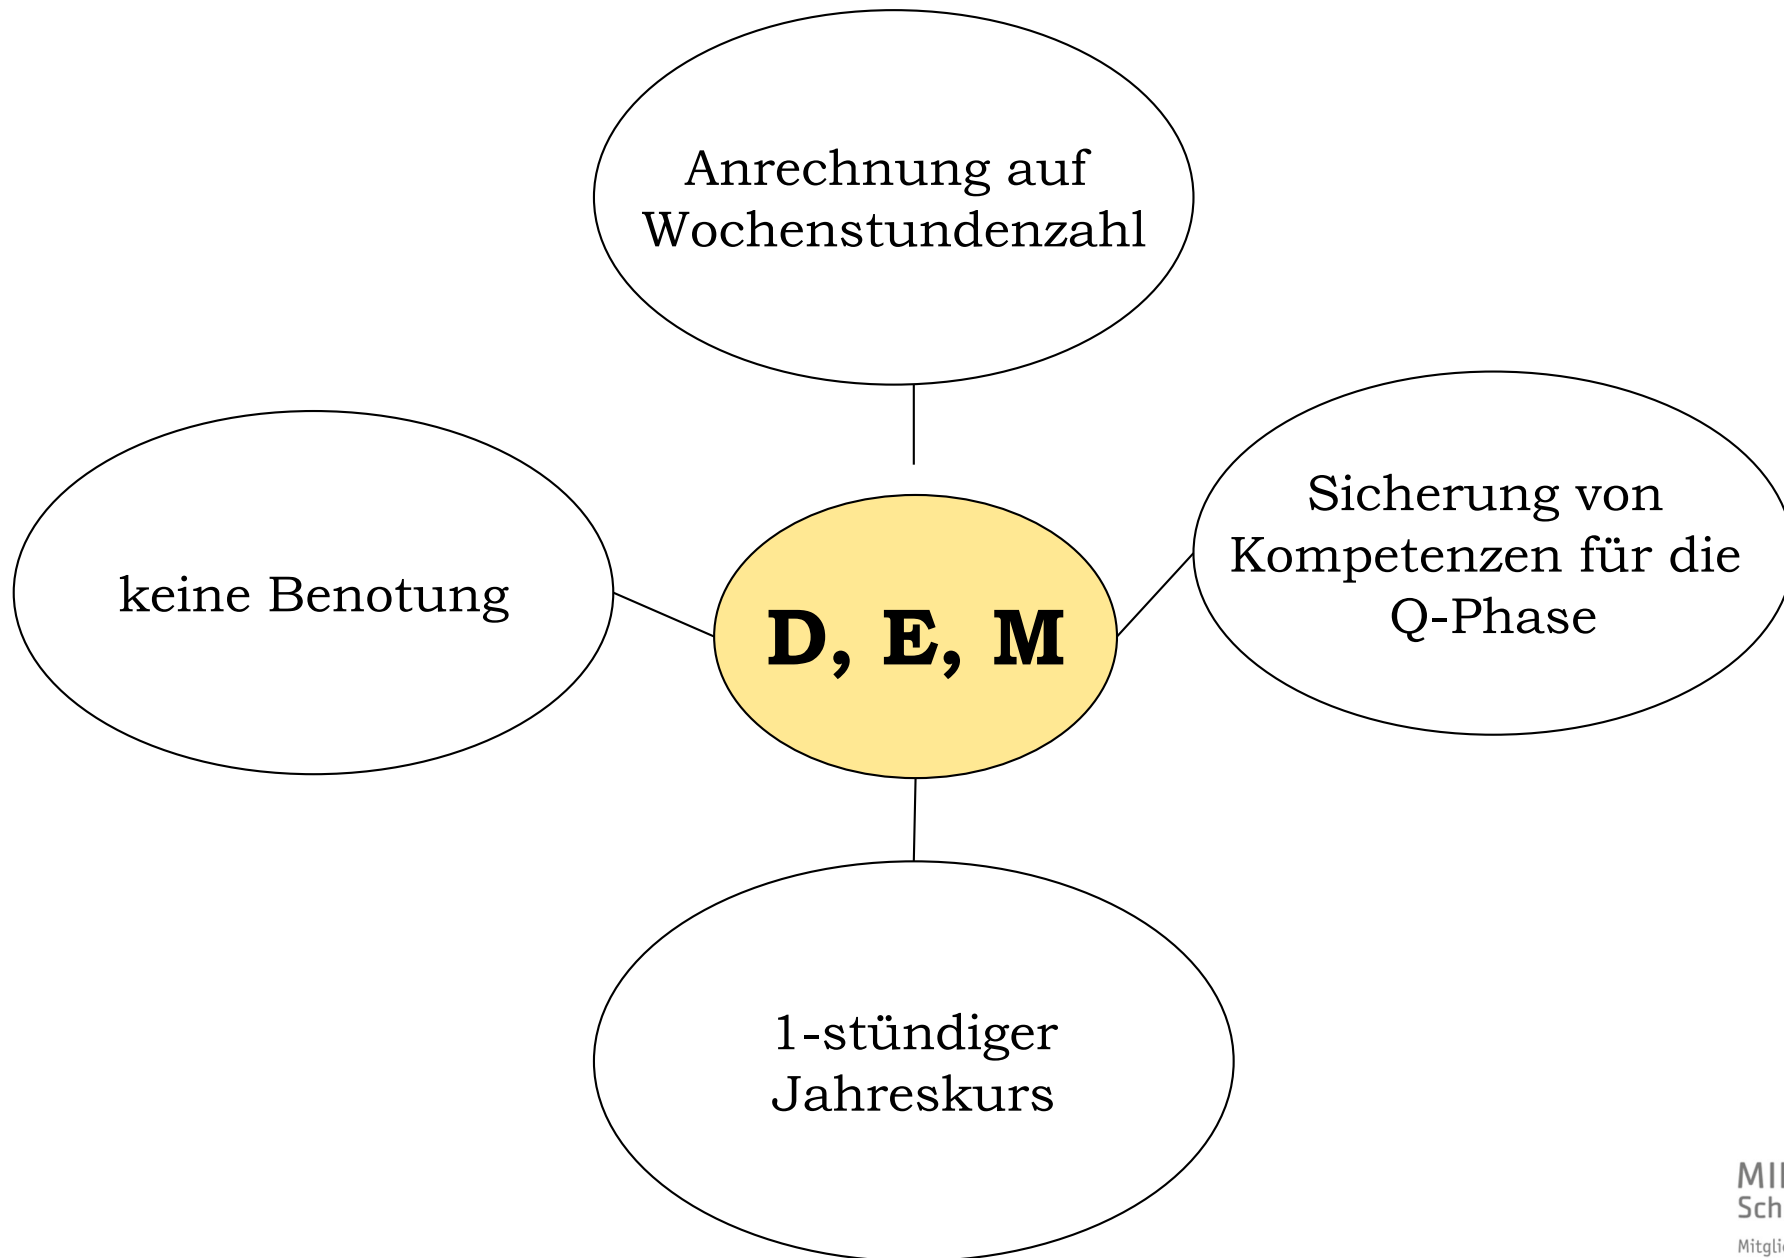 Anrechnung auf
Wochenstundenzahl
keine Benotung
Sicherung von
Kompetenzen für die
Q-Phase
D, E, M
1-stündiger
Jahreskurs